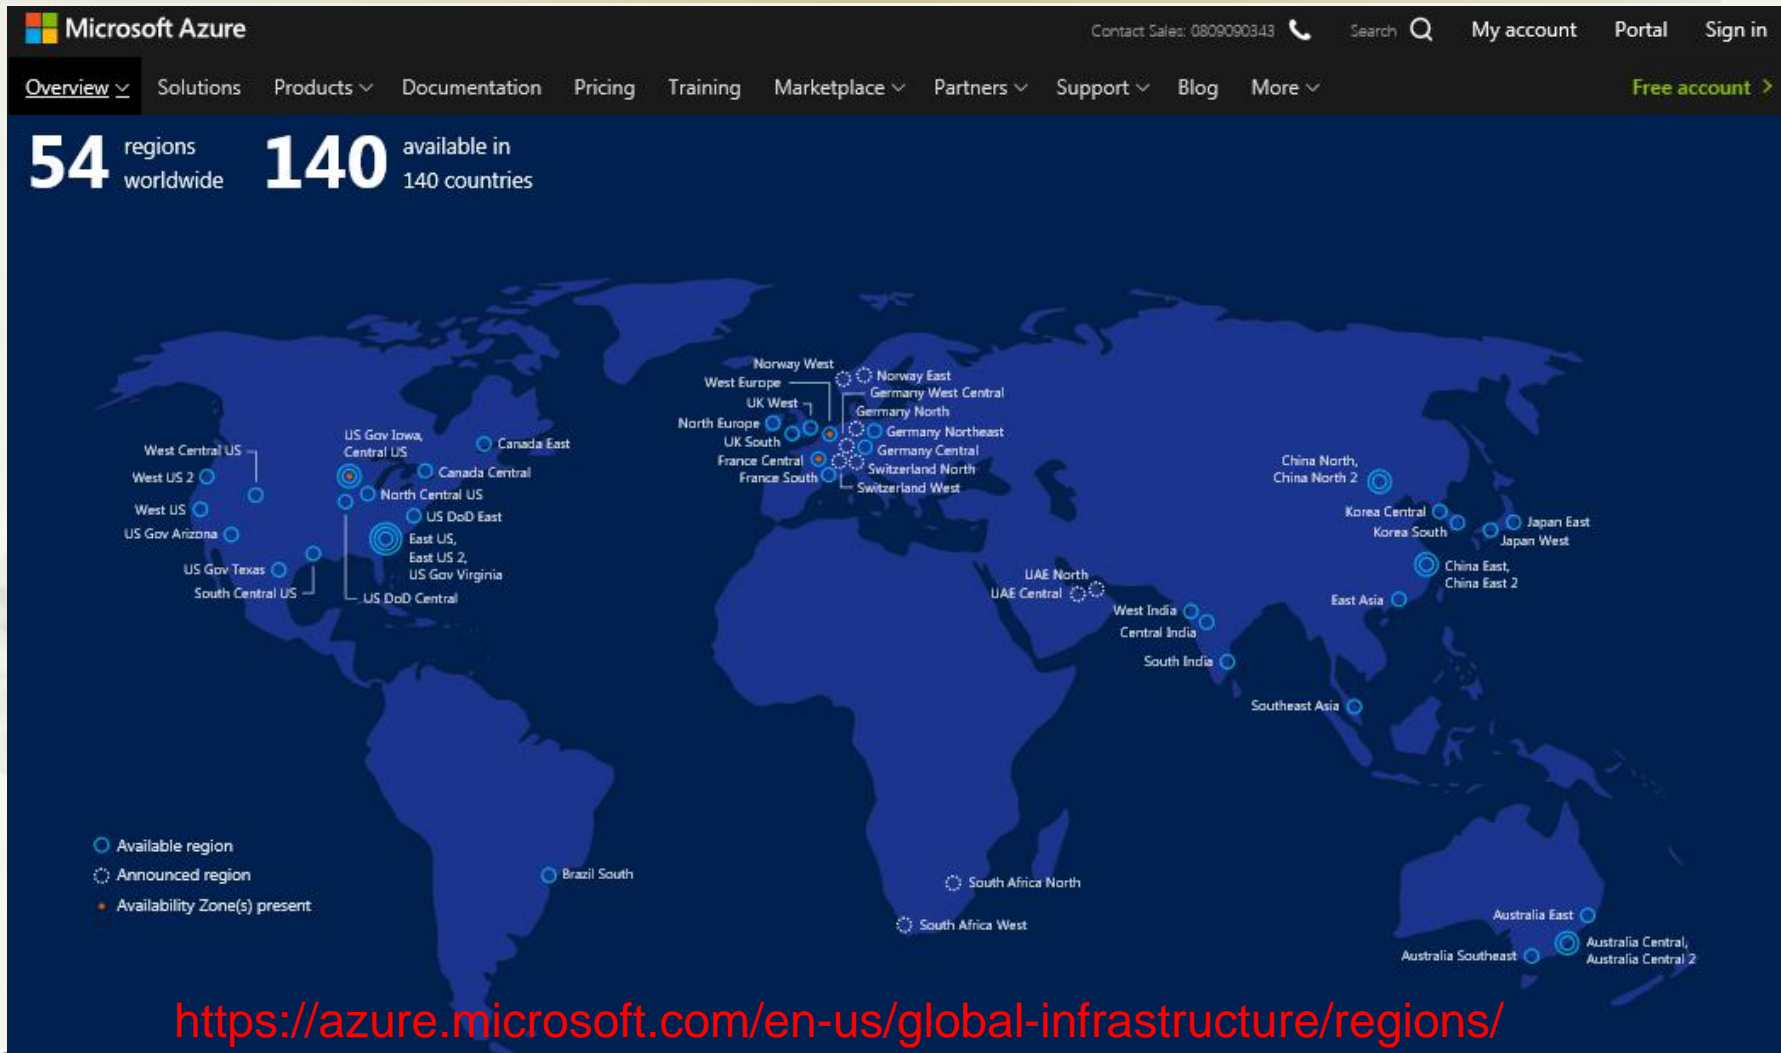 Microsoft Azure
Contact Sales: 0809090343
Search
My account
Portal
Sign in
Overview
Solutions
Products
Documentation
Pricing
Training
Marketplace
Partners
Support
Blog
More
Free account
54 regions worldwide
140 available in 140 countries
Norway West
Norway East
West Europe
Germany West Central
UK West
Germany North
North Europe
Germany Northeast
UK South
Germany Central
France Central
Switzerland North
France South
Switzerland West
West Central US
US Gov Iowa,
Central US
Canada East
West US 2
Canada Central
North Central US
West US
US DoD East
US Gov Arizona
East US,
East US 2,
US Gov Virginia
US Gov Texas
South Central US
US DoD Central
China North,
China North 2
Korea Central
Japan East
Korea South
Japan West
China East,
China East 2
East Asia
UAE North
UAE Central
West India
Central India
South India
Southeast Asia
Available region
Announced region
Availability Zone(s) present
Brazil South
South Africa North
South Africa West
Australia East
Australia Central,
Australia Central 2
Australia Southeast
https://azure.microsoft.com/en-us/global-infrastructure/regions/